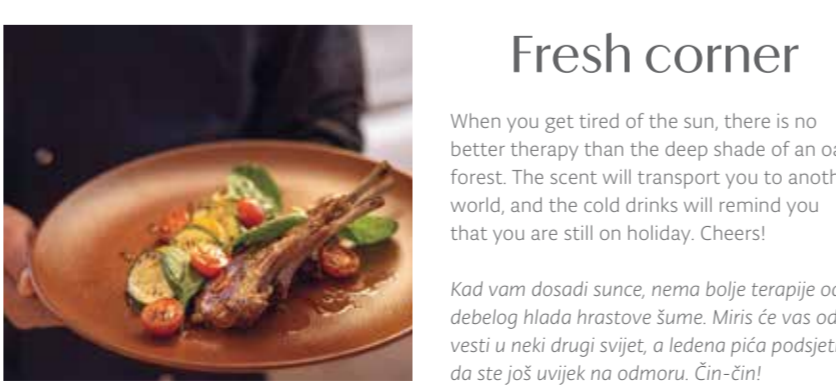 Fresh corner
When you get tired of the sun, there is no
better therapy than the deep shade of an
forest. The scent will transport you to
world, and the cold drinks will remind you
that you are still on holiday. Cheers!
Kad vam dosadi sunce, nema bolje terapije
debelog hlada hrastove šume. Miris će vas
vesti u neki drugi svijet, a ledena pića
da ste još uvijek na odmoru. Čin-čin!